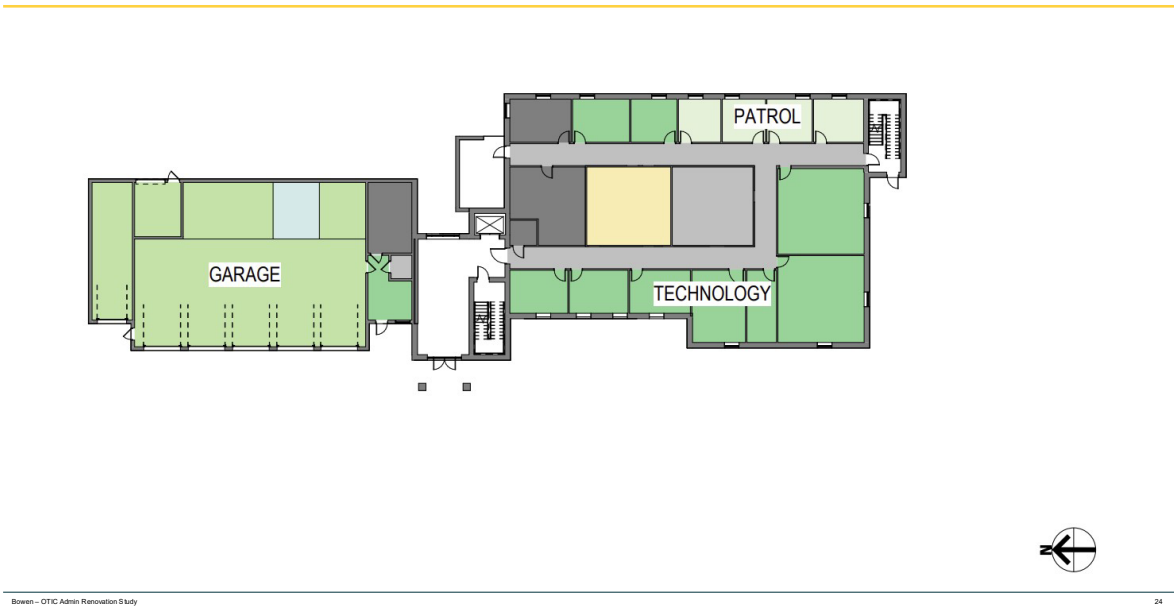 PATROL
GARAGE
TECHNOLOGY
N
Bowen – OTIC Admin Renovation Study
24